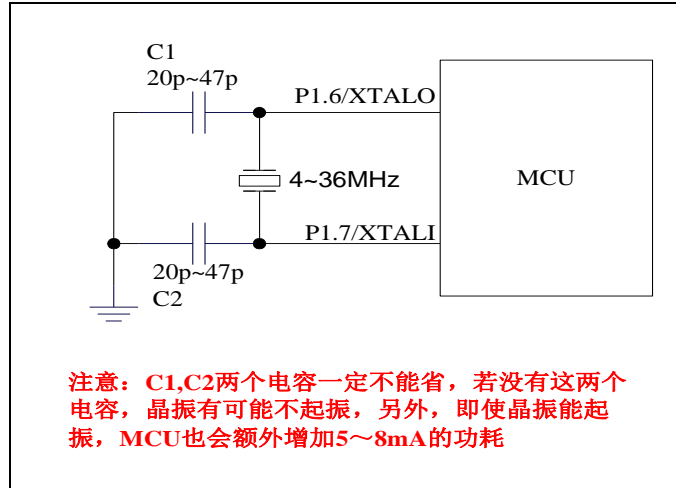 C1
20p~47p
P1.6/XTALO
4~36MHz
MCU
P1.7/XTALI
20p~47p
C2
注意：C1,C2两个电容一定不能省，若没有这两个
电容，晶振有可能不起振，另外，即使晶振能起
振，MCU也会额外增加5～8mA的功耗